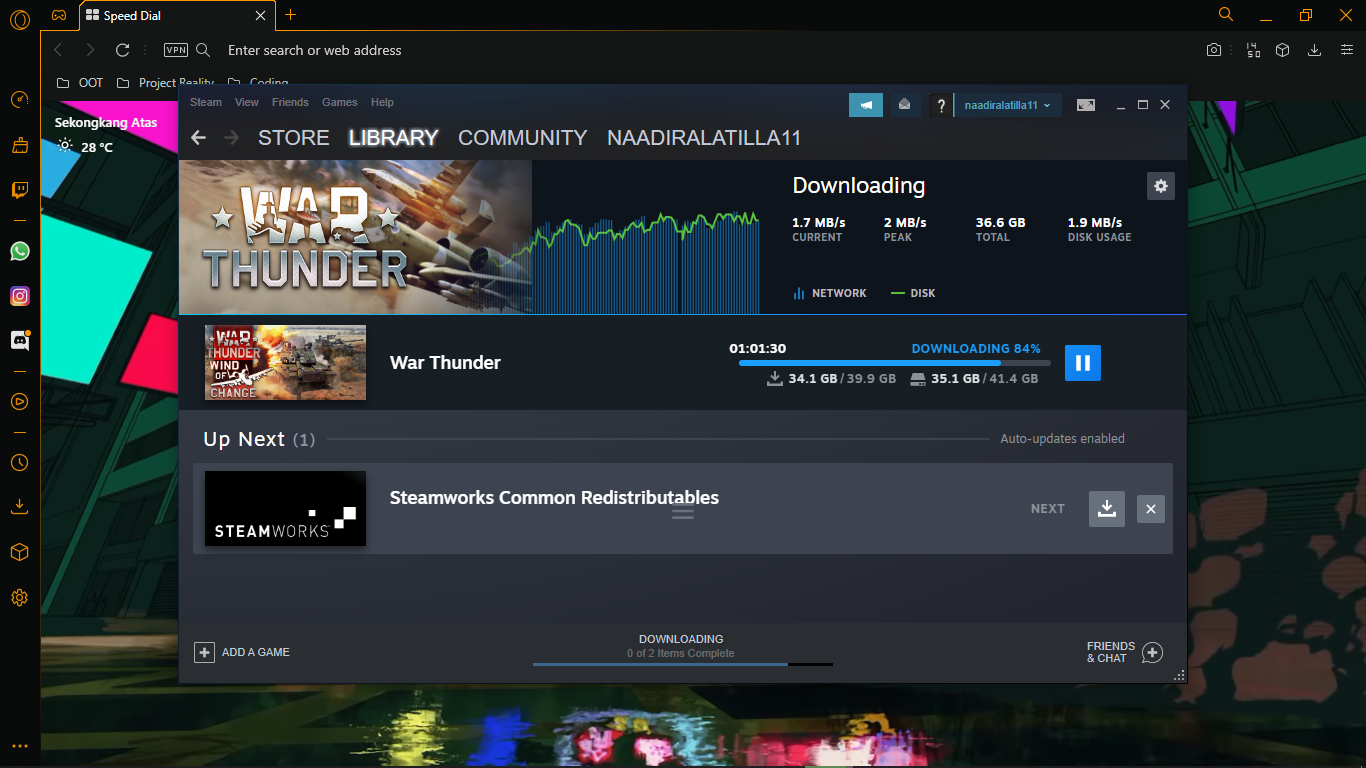 Speed Dial
VPN
Enter search or web address
OOT
Project Reality
Coding
Sekongkang Atas
28 °C
Steam View Friends Games Help
? naadiralatilla11
STORE LIBRARY COMMUNITY NAADIRALATILLA11
WAR
THUNDER
Downloading
1.7 MB/s 2 MB/s 36.6 GB 1.9 MB/s
CURRENT PEAK TOTAL DISK USAGE
NETWORK DISK
WAR
THUNDER
WIND
OF
CHANGE
War Thunder
01:01:30 DOWNLOADING 84%
34.1 GB / 39.9 GB 35.1 GB / 41.4 GB
Up Next (1) Auto-updates enabled
STEAMWORKS
Steamworks Common Redistributables
NEXT
ADD A GAME
DOWNLOADING
0 of 2 Items Complete
FRIENDS
& CHAT